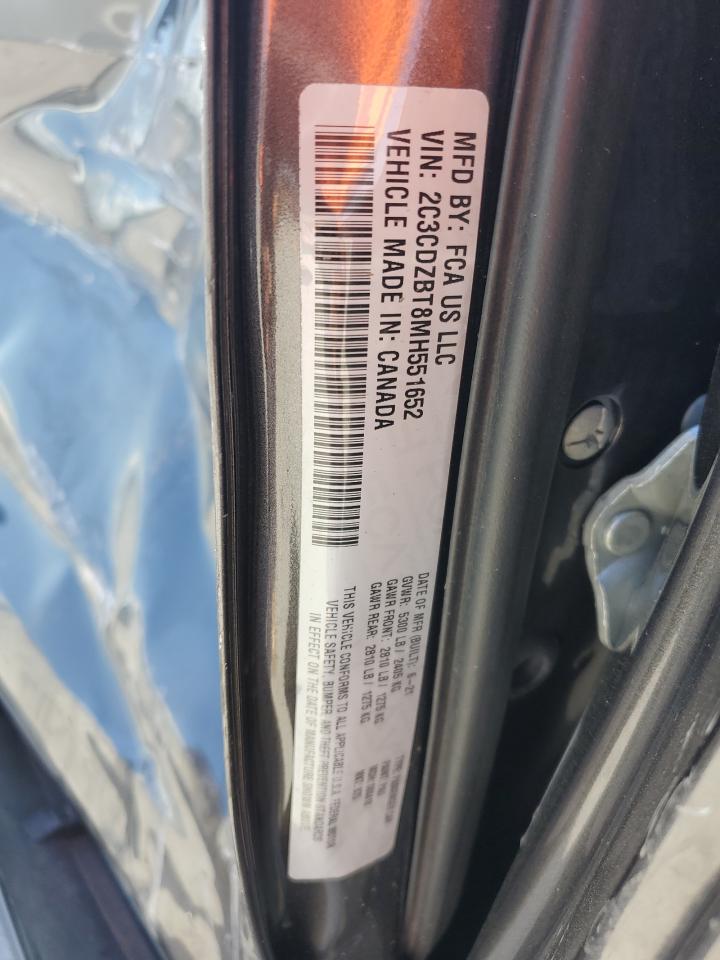 MFD BY: FCA US LLC
VIN: 2C3CDZBT8MH551652
VEHICLE MADE IN: CANADA
DATE OF MFR (BUILT): 6-21
GVWR: 5300 LB / 2405 KG
GAWR FRONT: 2810 LB / 1275 KG
GAWR REAR: 2810 LB / 1275 KG
THIS VEHICLE CONFORMS TO ALL APPLICABLE U.S.A. FEDERAL MOTOR
VEHICLE SAFETY, BUMPER AND THEFT PREVENTION STANDARDS
IN EFFECT ON THE DATE OF MANUFACTURE SHOWN ABOVE
TYPE:
PAINT: